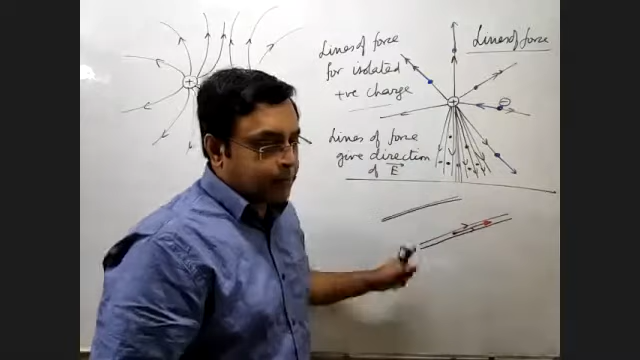 Lines of force
Lines of force
for isolated
+ve charge
Lines of force
give direction
of E